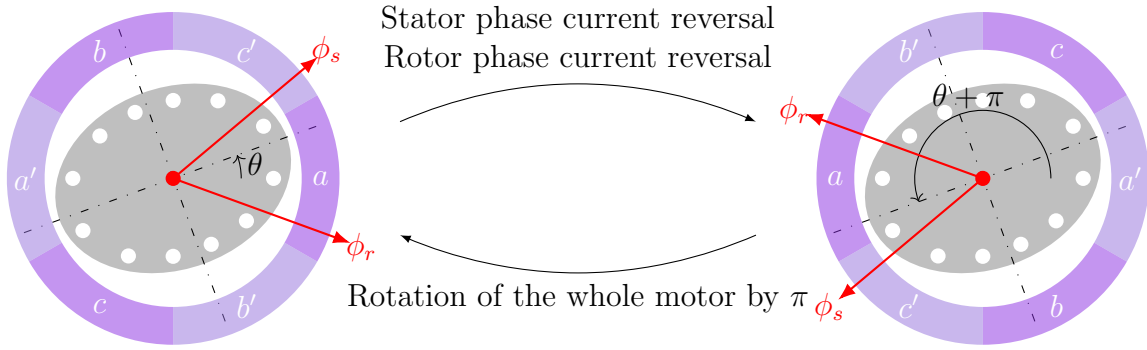 Stator phase current reversal
Rotor phase current reversal
b
c′
ϕs
a′
θ
a
ϕr
c
b′
b′
c
θ + π
ϕr
a
a′
ϕs
c′
b
Rotation of the whole motor by π